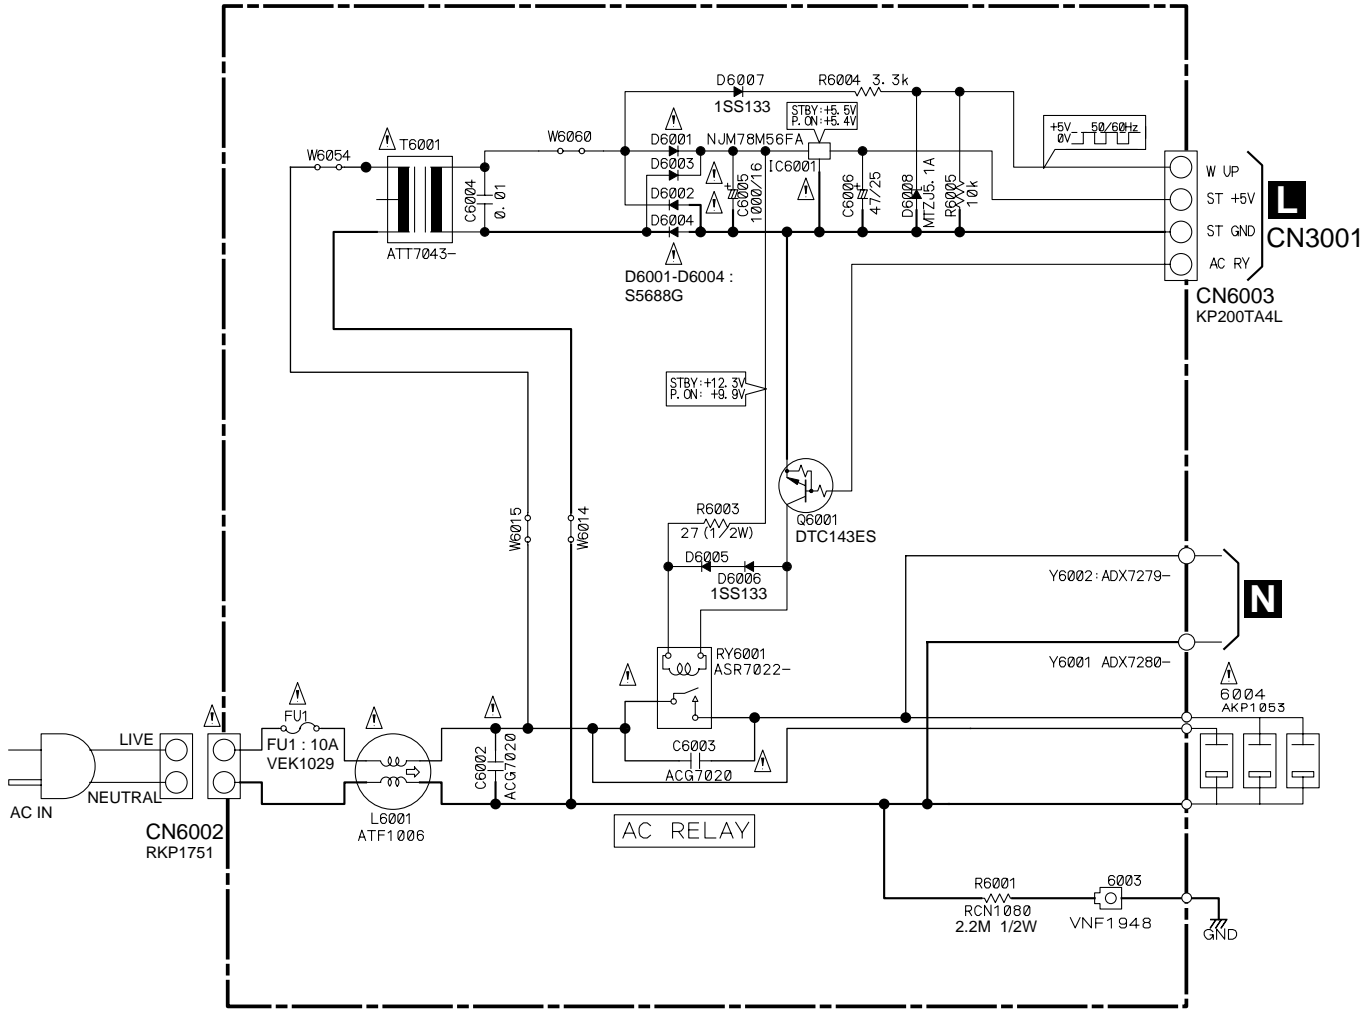 D6007
1SS133
R6004 3.3k
STBY:+5.5V
P.ON:+5.4V
+5V 50/60Hz
0V
T6001
W6054
W6060
D6001
NJM78M56FA
D6003
IC6001
D6002
D6004
C6004
0.01
C6005
1000/16
C6006
47/25
D6008
MTZJ5.1A
R6005
10k
W UP
ST +5V
ST GND
AC RY
L
CN3001
ATT7043-
D6001-D6004 :
S5688G
CN6003
KP200TA4L
STBY:+12.3V
P.ON: +9.9V
W6015
W6014
R6003
27(1/2W)
Q6001
DTC143ES
D6005
D6006
1SS133
Y6002:ADX7279-
N
RY6001
ASR7022-
Y6001 ADX7280-
6004
AKP1053
FU1
FU1 : 10A
VEK1029
LIVE
NEUTRAL
AC IN
CN6002
RKP1751
L6001
ATF1006
C6002
ACG7020
C6003
ACG7020
AC RELAY
R6001
RCN1080
2.2M 1/2W
6003
VNF1948
GND